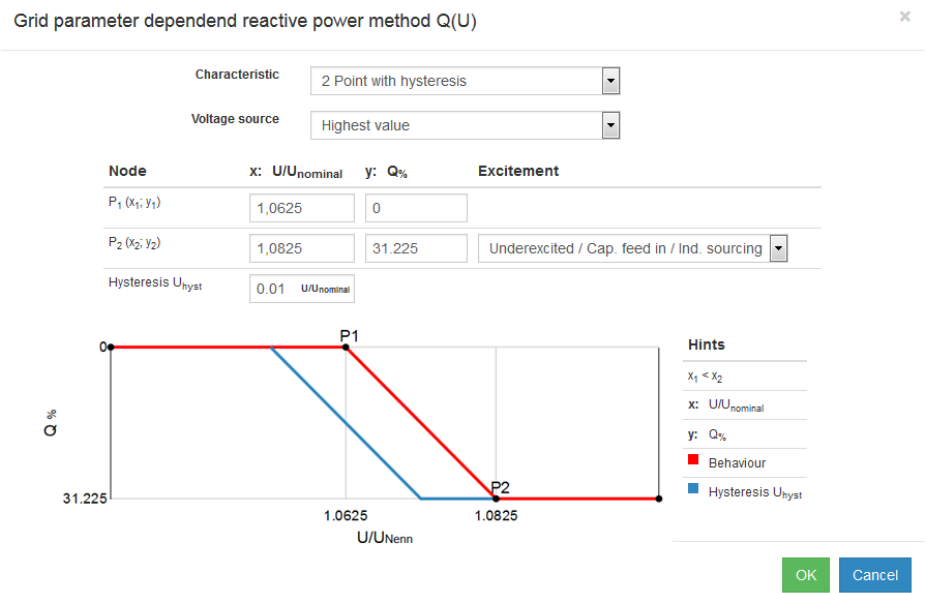 Grid parameter dependend reactive power method Q(U)
×
Characteristic
2 Point with hysteresis
Voltage source
Highest value
Node x: U/Unominal y: Q% Excitement
P1 (x1; y1) 1,0625 0
P2 (x2; y2) 1,0825 31.225 Underexcited / Cap. feed in / Ind. sourcing
Hysteresis Uhyst 0.01 U/Unominal
P1
0
Q %
P2
31.225
1.0625 1.0825
U/UNenn
Hints
x1 < x2
x: U/Unominal
y: Q%
Behaviour
Hysteresis Uhyst
OK Cancel